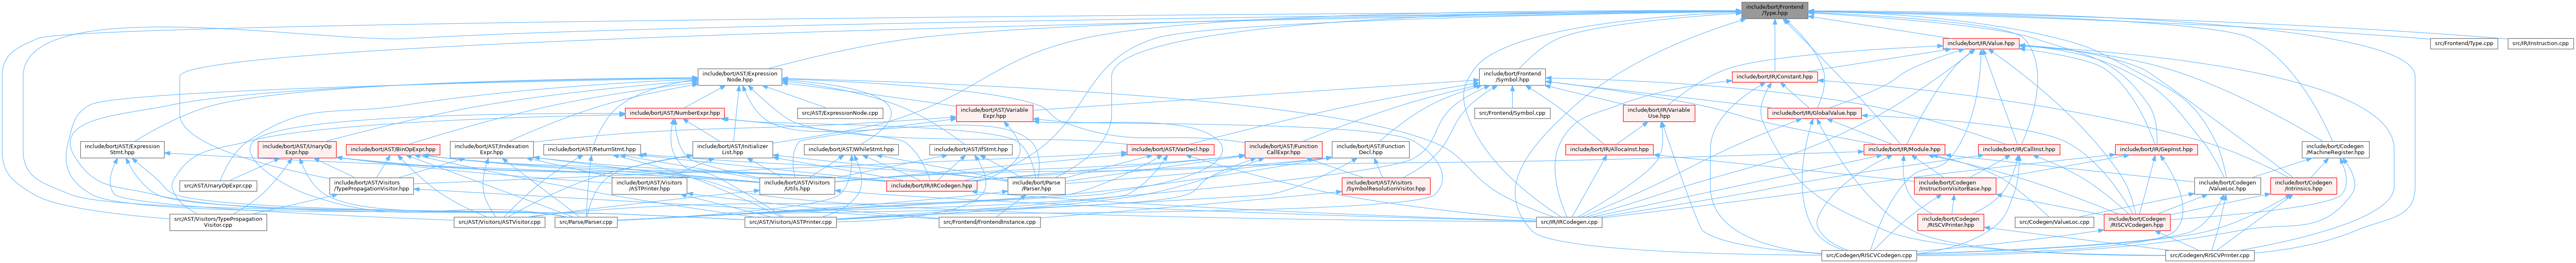 include/bort/Frontend
/Type.hpp
include/bort/IR/Value.hpp
src/Frontend/Type.cpp
src/IR/Instruction.cpp
include/bort/AST/Expression
Node.hpp
include/bort/Frontend
/Symbol.hpp
include/bort/IR/Constant.hpp
include/bort/AST/NumberExpr.hpp
src/AST/ExpressionNode.cpp
include/bort/AST/Variable
Expr.hpp
src/Frontend/Symbol.cpp
include/bort/IR/Variable
Use.hpp
include/bort/IR/GlobalValue.hpp
include/bort/AST/Expression
Stmt.hpp
include/bort/AST/UnaryOp
Expr.hpp
include/bort/AST/BinOpExpr.hpp
include/bort/AST/Indexation
Expr.hpp
include/bort/AST/ReturnStmt.hpp
include/bort/AST/Initializer
List.hpp
include/bort/AST/WhileStmt.hpp
include/bort/AST/IfStmt.hpp
include/bort/AST/VarDecl.hpp
include/bort/AST/Function
CallExpr.hpp
include/bort/AST/Function
Decl.hpp
include/bort/IR/AllocaInst.hpp
include/bort/IR/Module.hpp
include/bort/IR/CallInst.hpp
include/bort/IR/GepInst.hpp
include/bort/Codegen
/MachineRegister.hpp
src/AST/UnaryOpExpr.cpp
include/bort/AST/Visitors
/TypePropagationVisitor.hpp
include/bort/AST/Visitors
/ASTPrinter.hpp
include/bort/AST/Visitors
/Utils.hpp
include/bort/IR/IRCodegen.hpp
include/bort/Parse
/Parser.hpp
include/bort/AST/Visitors
/SymbolResolutionVisitor.hpp
include/bort/Codegen
/InstructionVisitorBase.hpp
include/bort/Codegen
/ValueLoc.hpp
include/bort/Codegen
/Intrinsics.hpp
src/AST/Visitors/TypePropagation
Visitor.cpp
src/AST/Visitors/ASTVisitor.cpp
src/Parse/Parser.cpp
src/AST/Visitors/ASTPrinter.cpp
src/Frontend/FrontendInstance.cpp
src/IR/IRCodegen.cpp
include/bort/Codegen
/RISCVPrinter.hpp
src/Codegen/ValueLoc.cpp
include/bort/Codegen
/RISCVCodegen.hpp
src/Codegen/RISCVCodegen.cpp
src/Codegen/RISCVPrinter.cpp